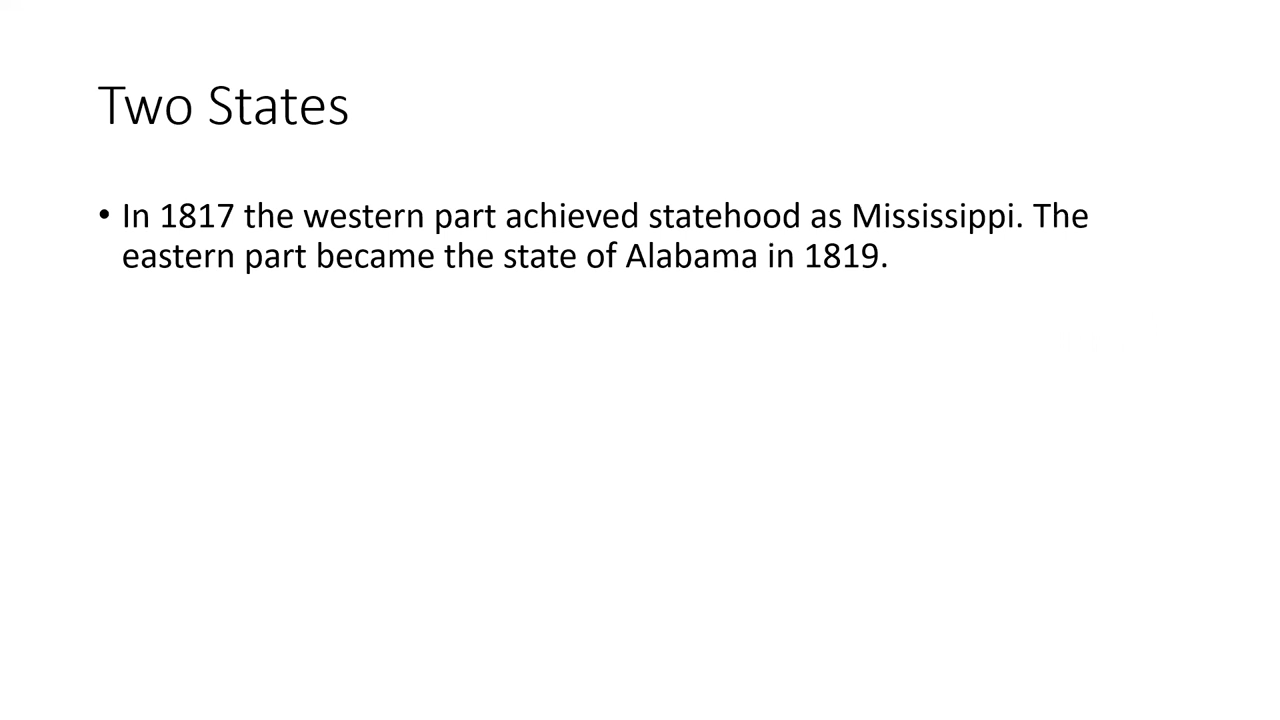 Two States
• In 1817 the western part achieved statehood as Mississippi. The
eastern part became the state of Alabama in 1819.